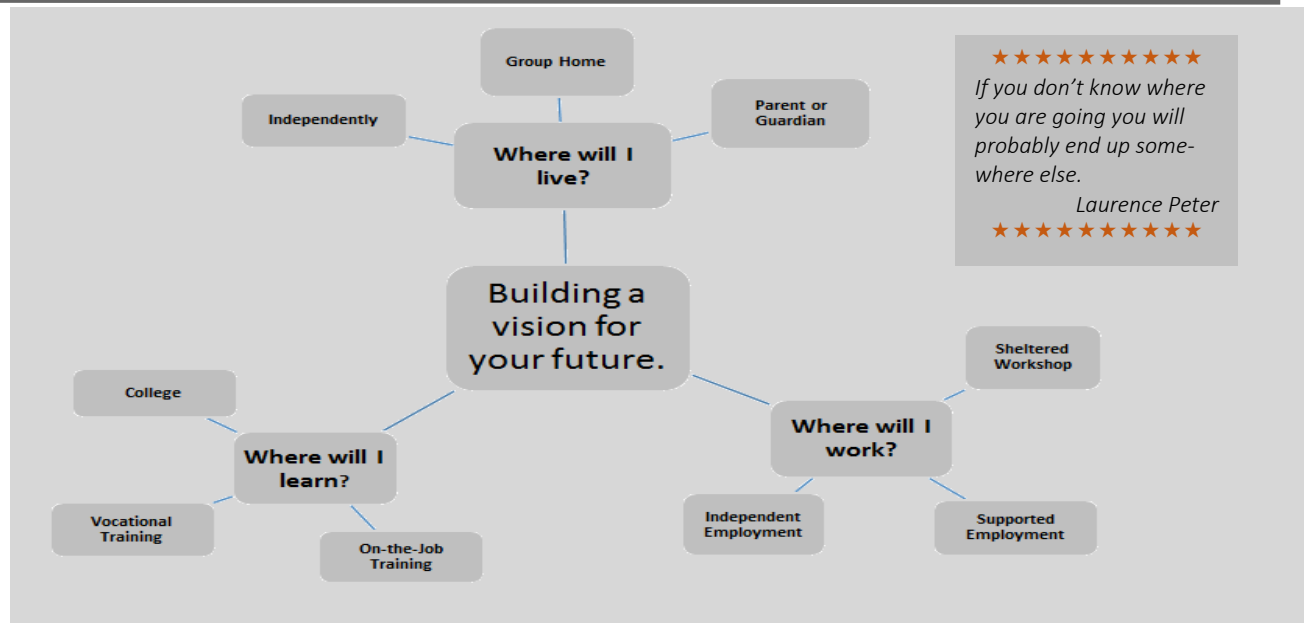 Group Home
Independently
Parent or
Guardian
Where will I
live?
★★★★★★★★★★
If you don’t know where
you are going you will
probably end up some-
where else.
Laurence Peter
★★★★★★★★★★
Building a
vision for
your future.
College
Where will I
learn?
Vocational
Training
On-the-Job
Training
Sheltered
Workshop
Where will I
work?
Independent
Employment
Supported
Employment